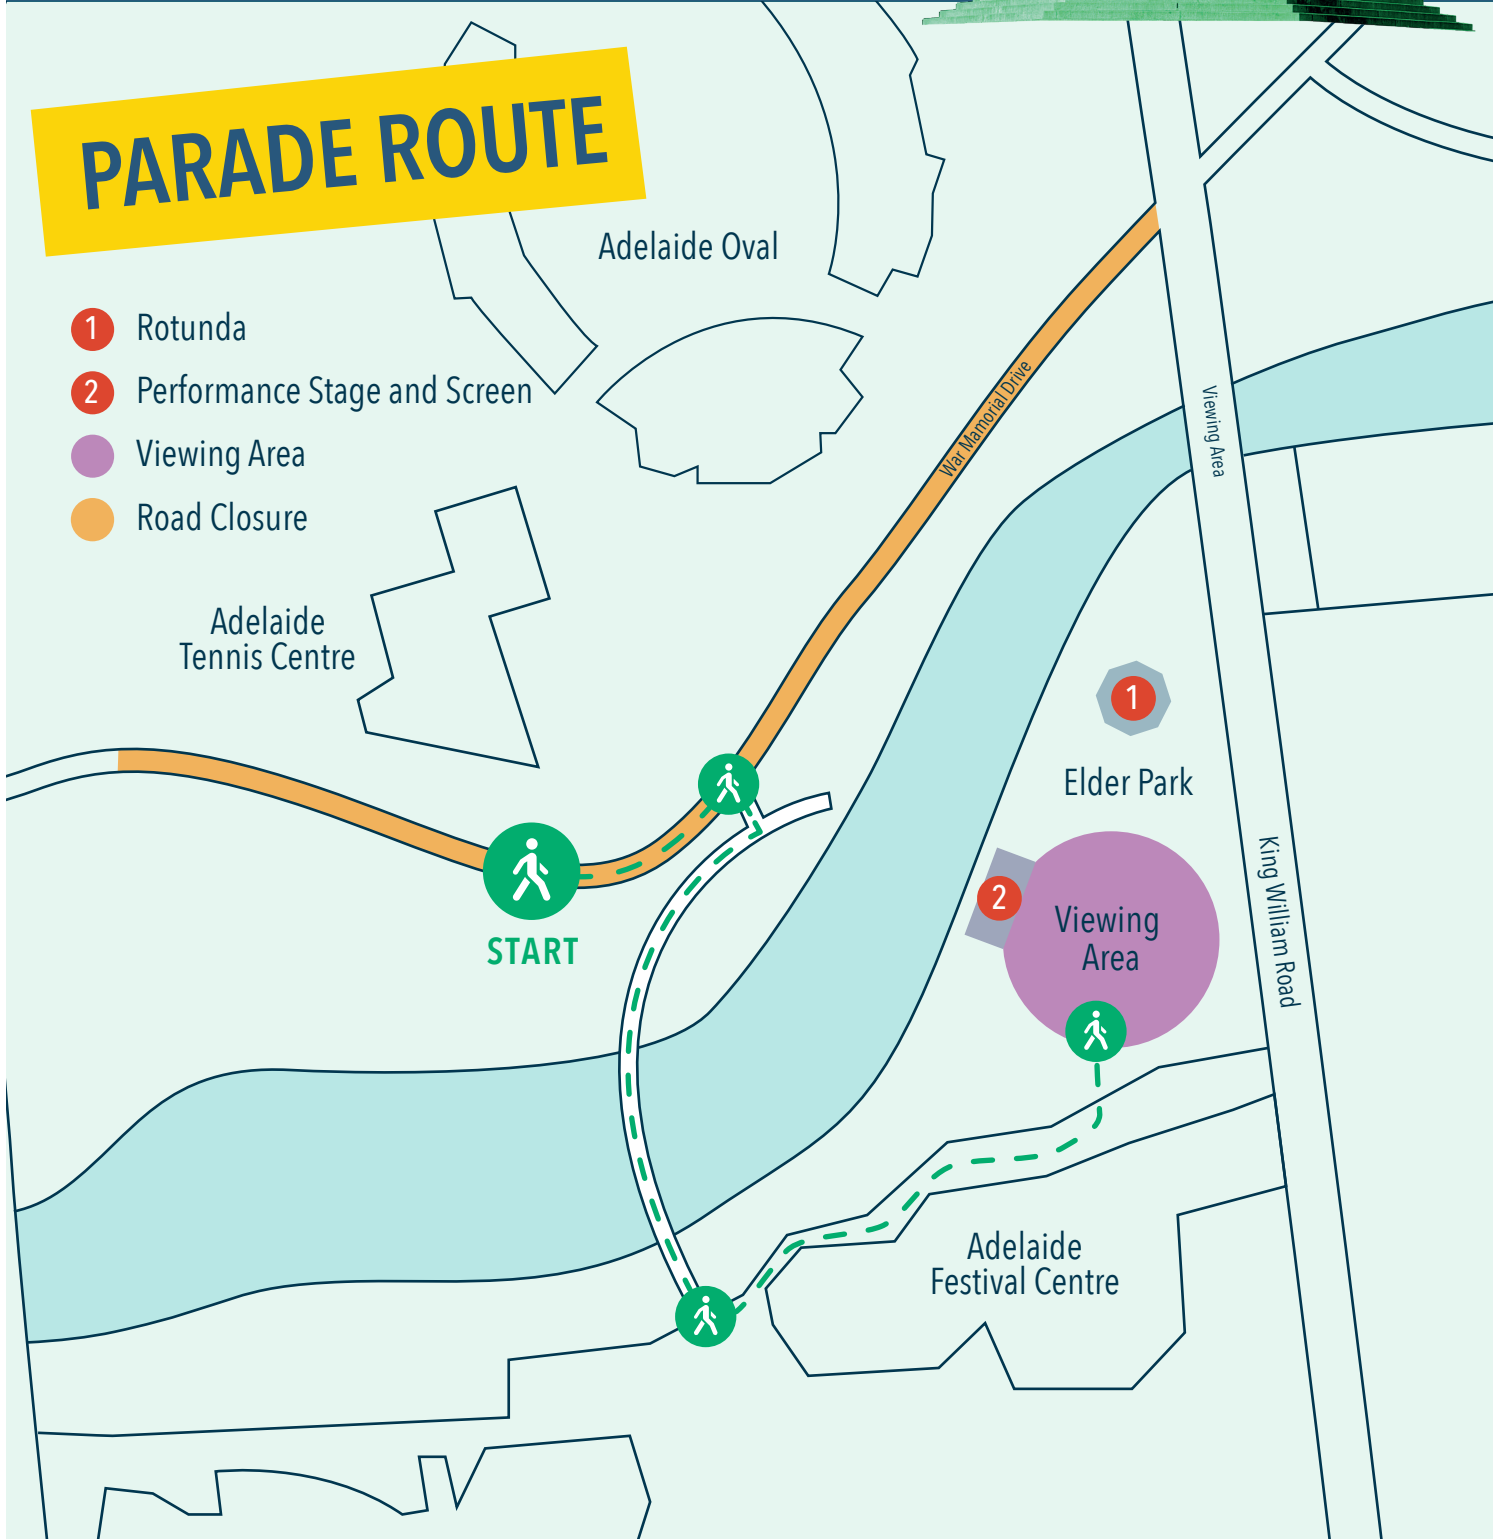 PARADE ROUTE
Adelaide Oval
1 Rotunda
2 Performance Stage and Screen
Viewing Area
Road Closure
War Mamorial Drive
Viewing Area
Adelaide
Tennis Centre
1
Elder Park
2
Viewing
Area
King William Road
START
Adelaide
Festival Centre